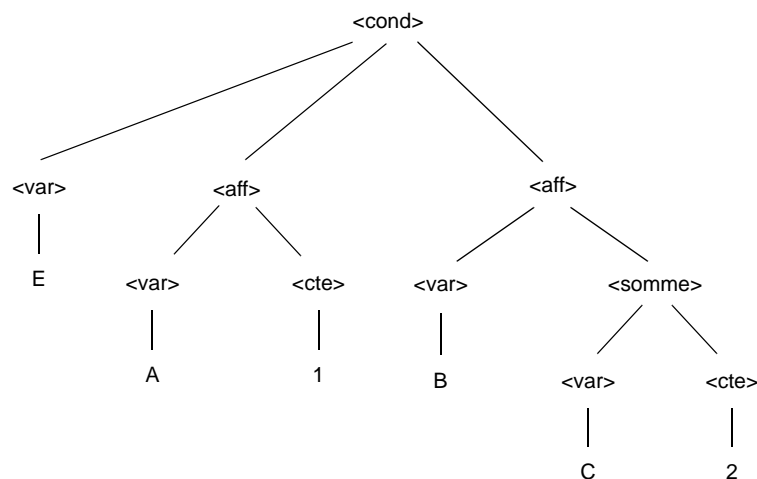 <cond>
<var> <aff> <aff>
E <var> <cte> <var> <somme>
A 1 B <var> <cte>
C 2